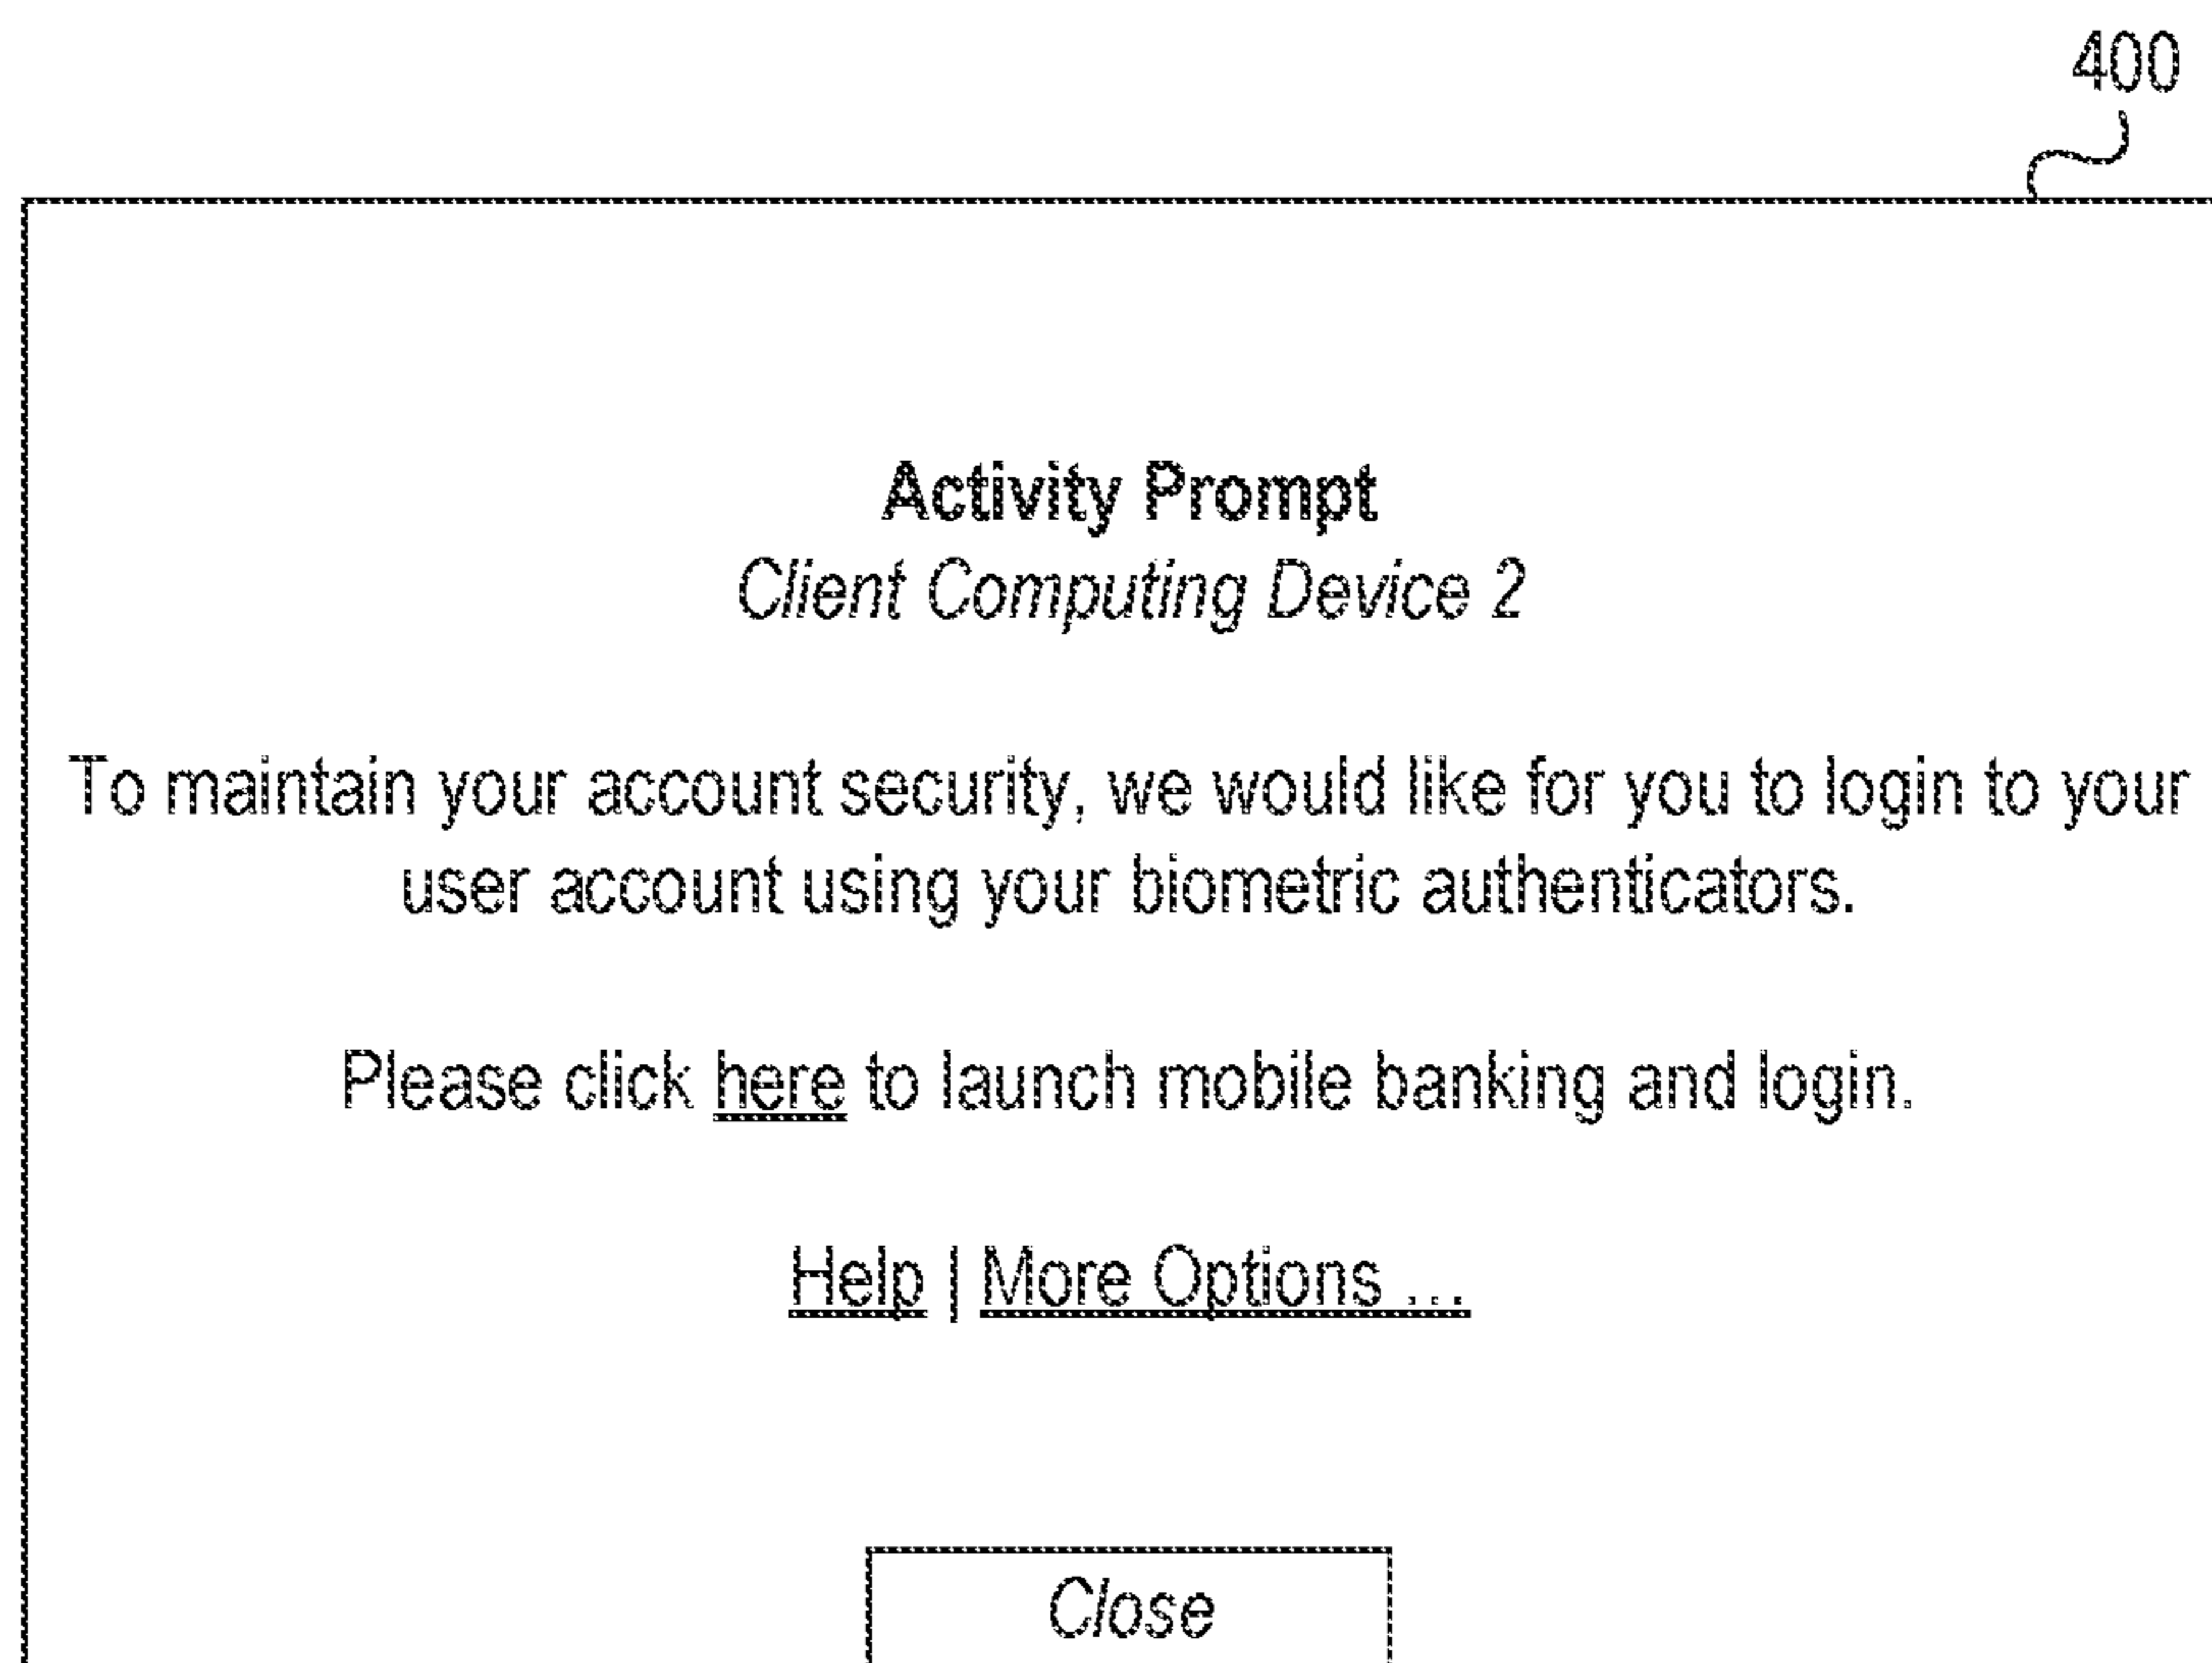 400
Activity Prompt
Client Computing Device 2
To maintain your account security, we would like for you to login to your
user account using your biometric authenticators.
Please click here to launch mobile banking and login.
Help | More Options ...
Close